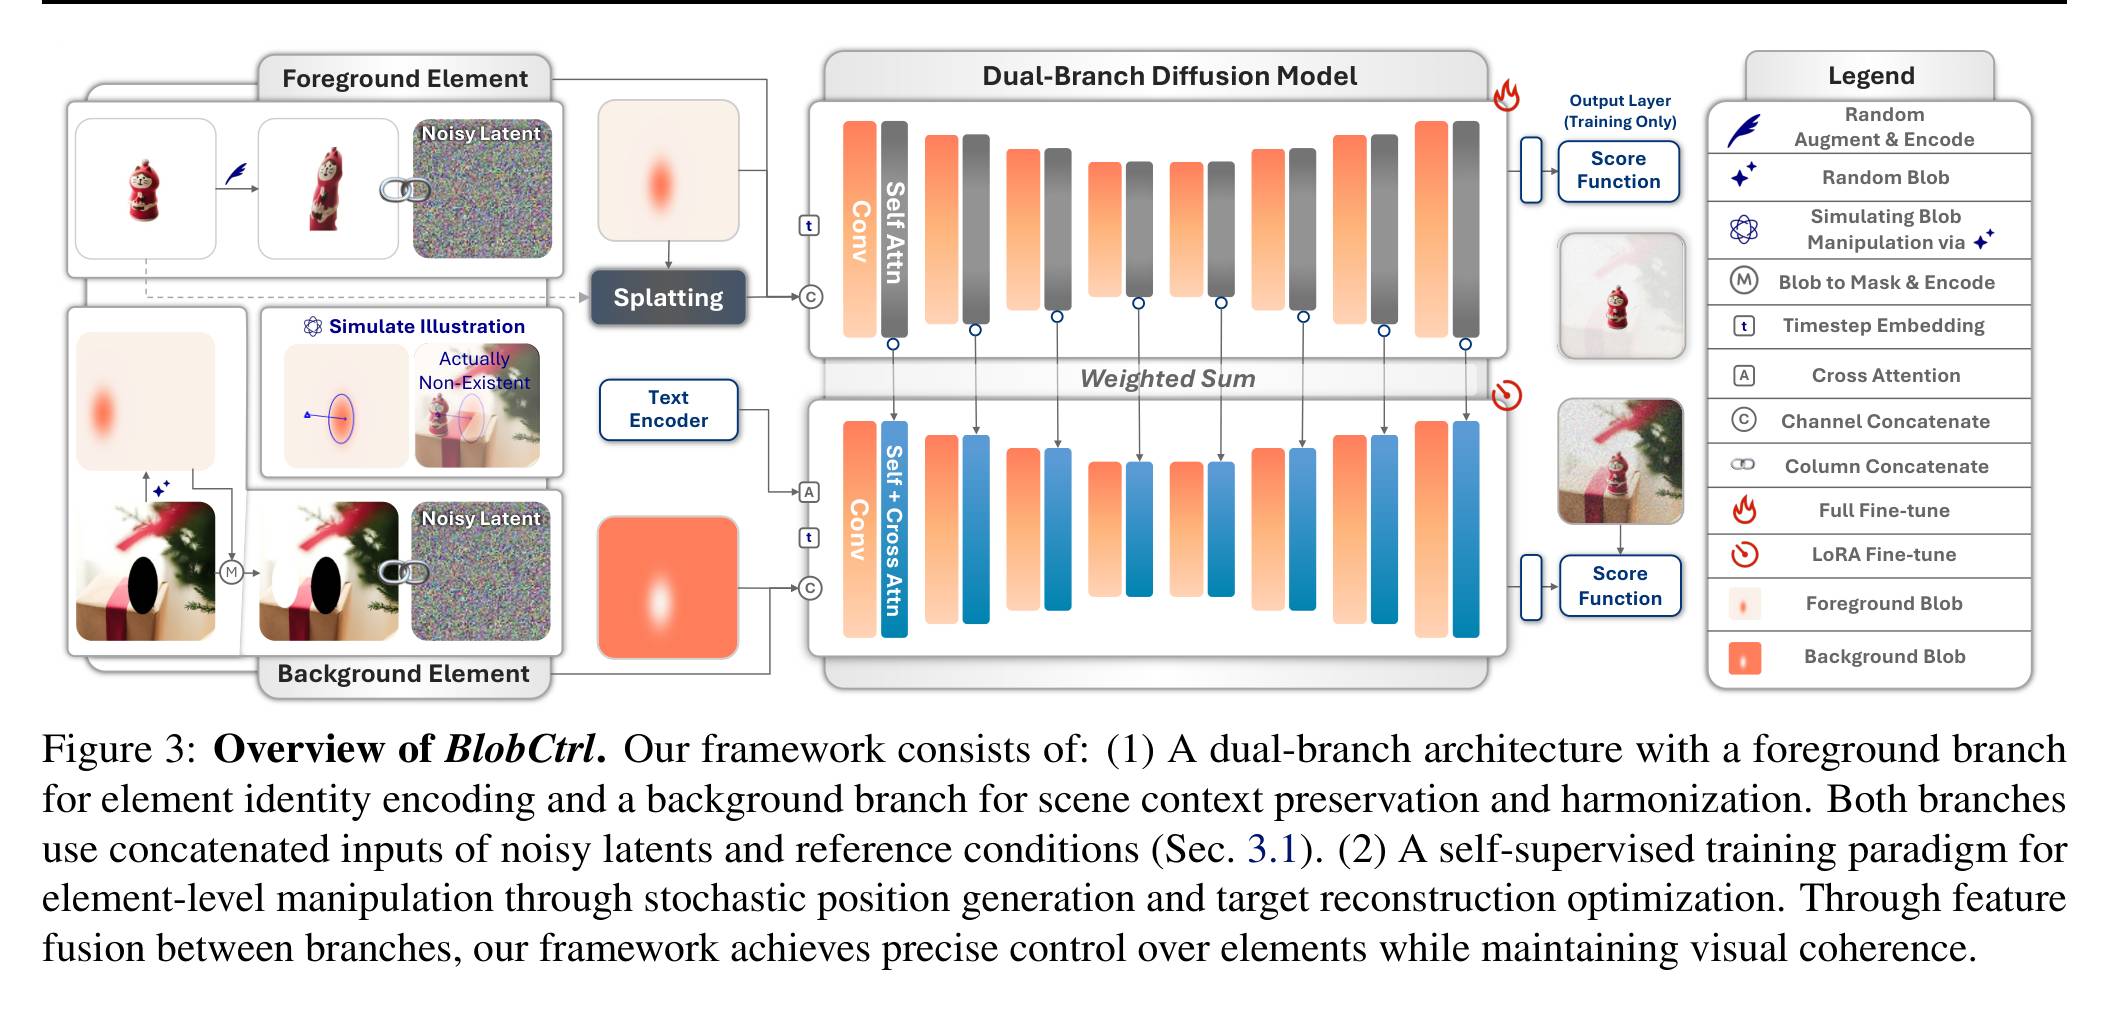 Foreground Element
Noisy Latent
Splatting
Simulate Illustration
Actually
Non-Existent
Text
Encoder
M
Noisy Latent
Background Element
Dual-Branch Diffusion Model
Conv
Self Attn
t
C
Weighted Sum
A
t
C
Conv
Self + Cross Attn
Output Layer
(Training Only)
Score
Function
Score
Function
Legend
Random
Augment & Encode
Random Blob
Simulating Blob
Manipulation via
M Blob to Mask & Encode
t Timestep Embedding
A Cross Attention
C Channel Concatenate
Column Concatenate
Full Fine-tune
LoRA Fine-tune
Foreground Blob
Background Blob
Figure 3: Overview of BlobCtrl. Our framework consists of: (1) A dual-branch architecture with a foreground branch
for element identity encoding and a background branch for scene context preservation and harmonization. Both branches
use concatenated inputs of noisy latents and reference conditions (Sec. 3.1). (2) A self-supervised training paradigm for
element-level manipulation through stochastic position generation and target reconstruction optimization. Through feature
fusion between branches, our framework achieves precise control over elements while maintaining visual coherence.